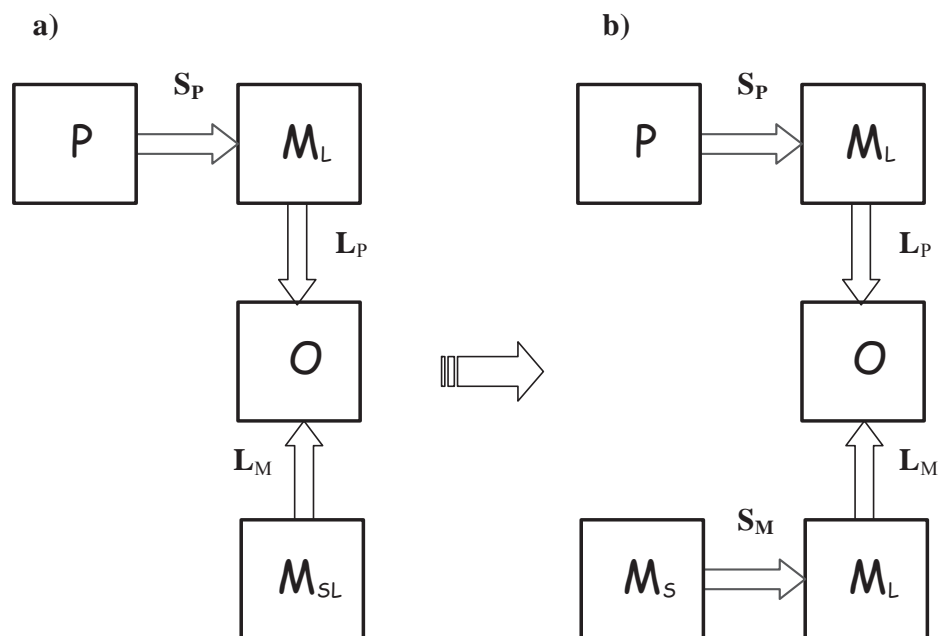 a) b)
S_P S_P
P M_L P M_L
L_P L_P
O O
L_M L_M
S_M
M_SL M_S M_L